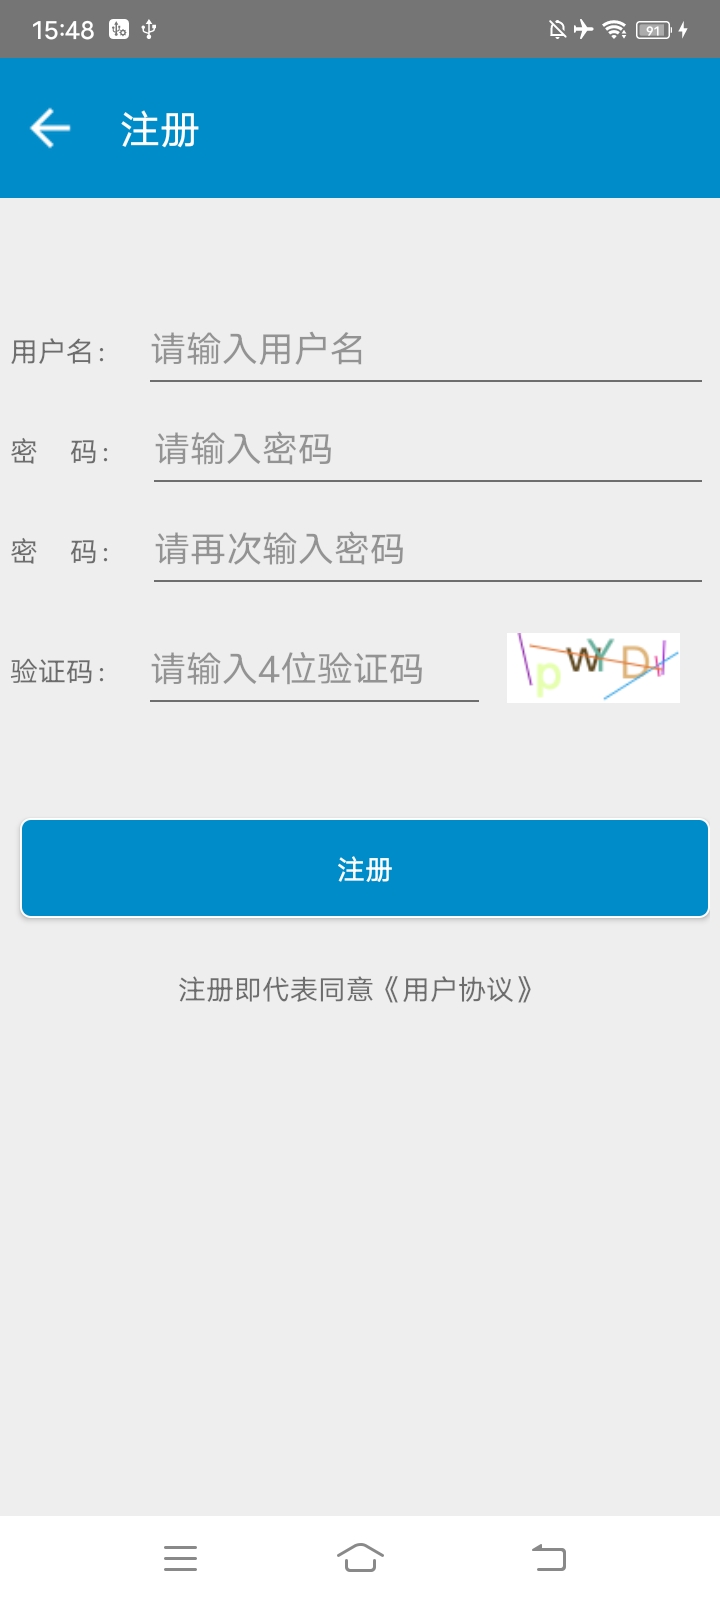 15:48 91
注册
用户名: 请输入用户名
密 码: 请输入密码
密 码: 请再次输入密码
验证码: 请输入4位验证码 pWYD
注册
注册即代表同意《用户协议》